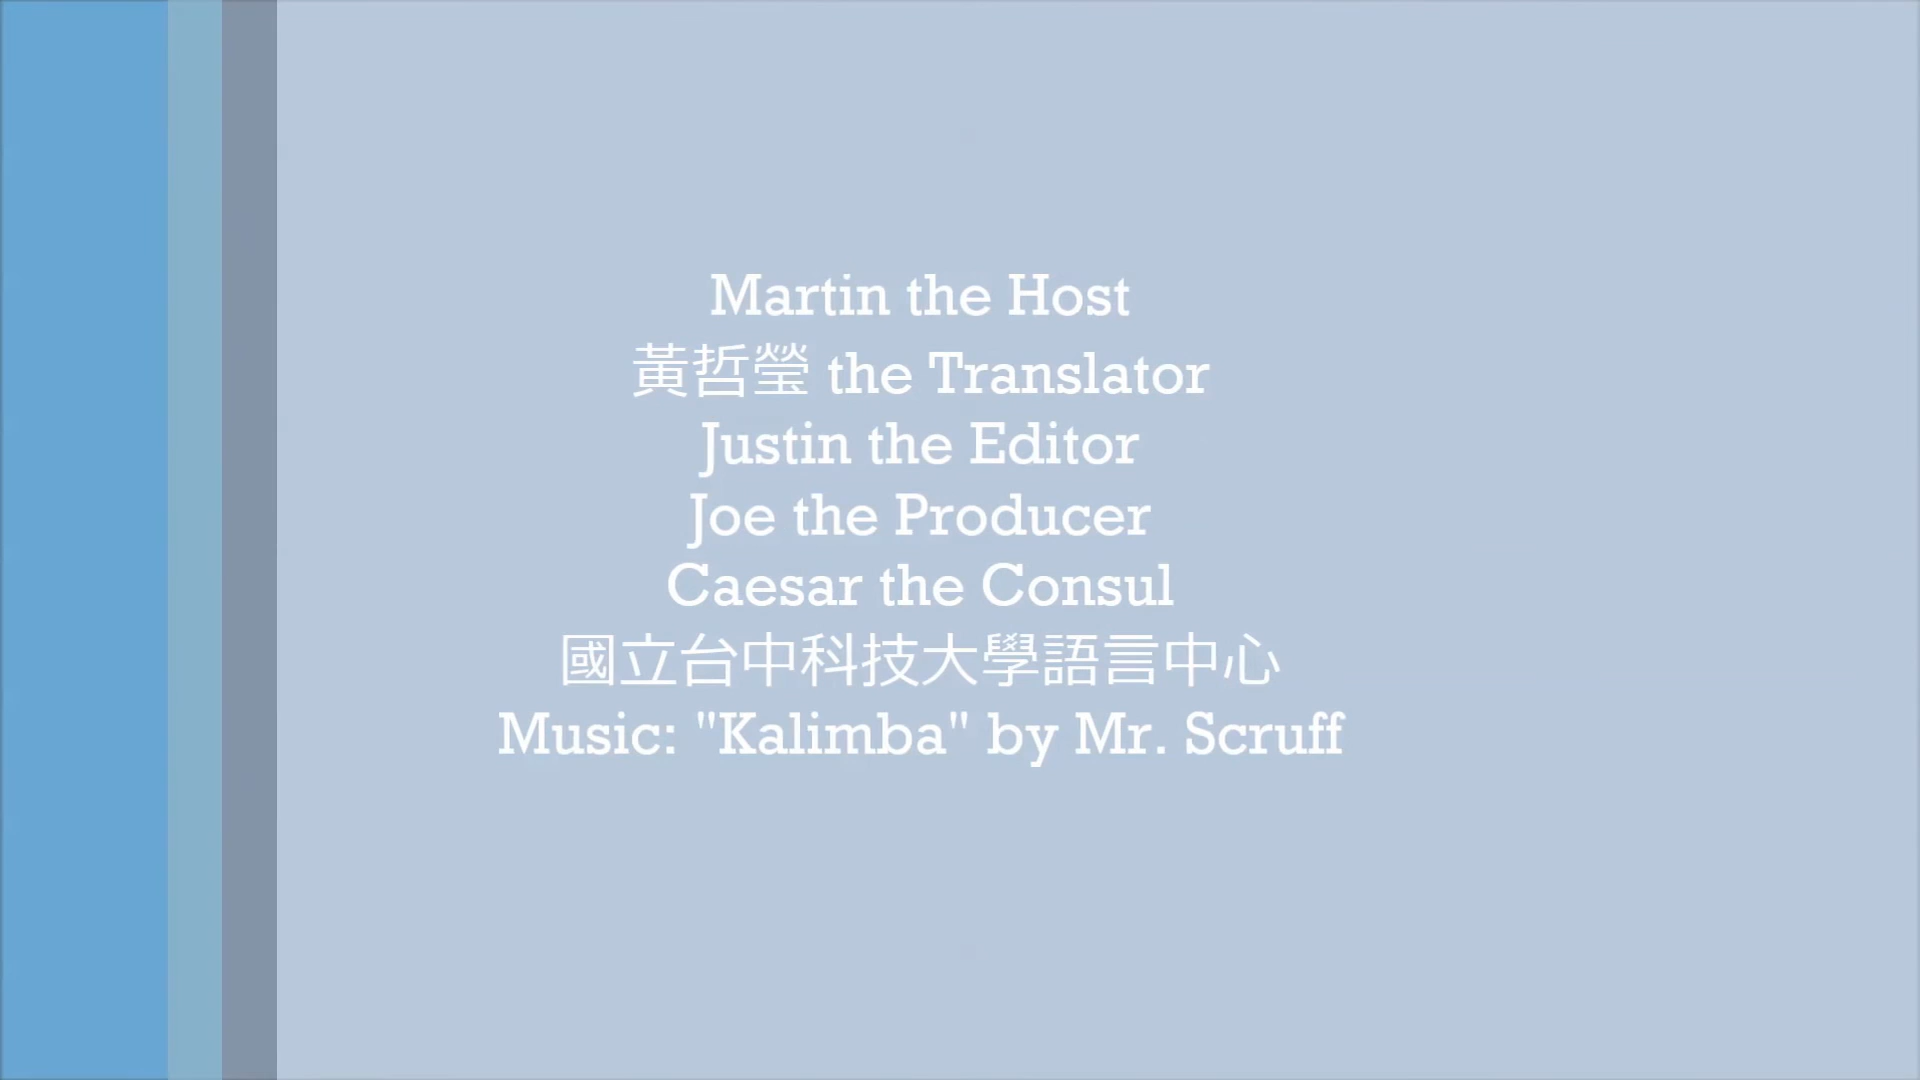 Martin the Host
黃哲瑩 the Translator
Justin the Editor
Joe the Producer
Caesar the Consul
國立台中科技大學語言中心
Music: "Kalimba" by Mr. Scruff